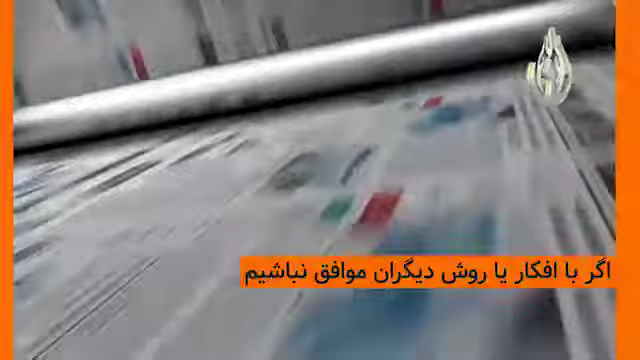 اگر با افکار یا روش دیگران موافق نباشیم